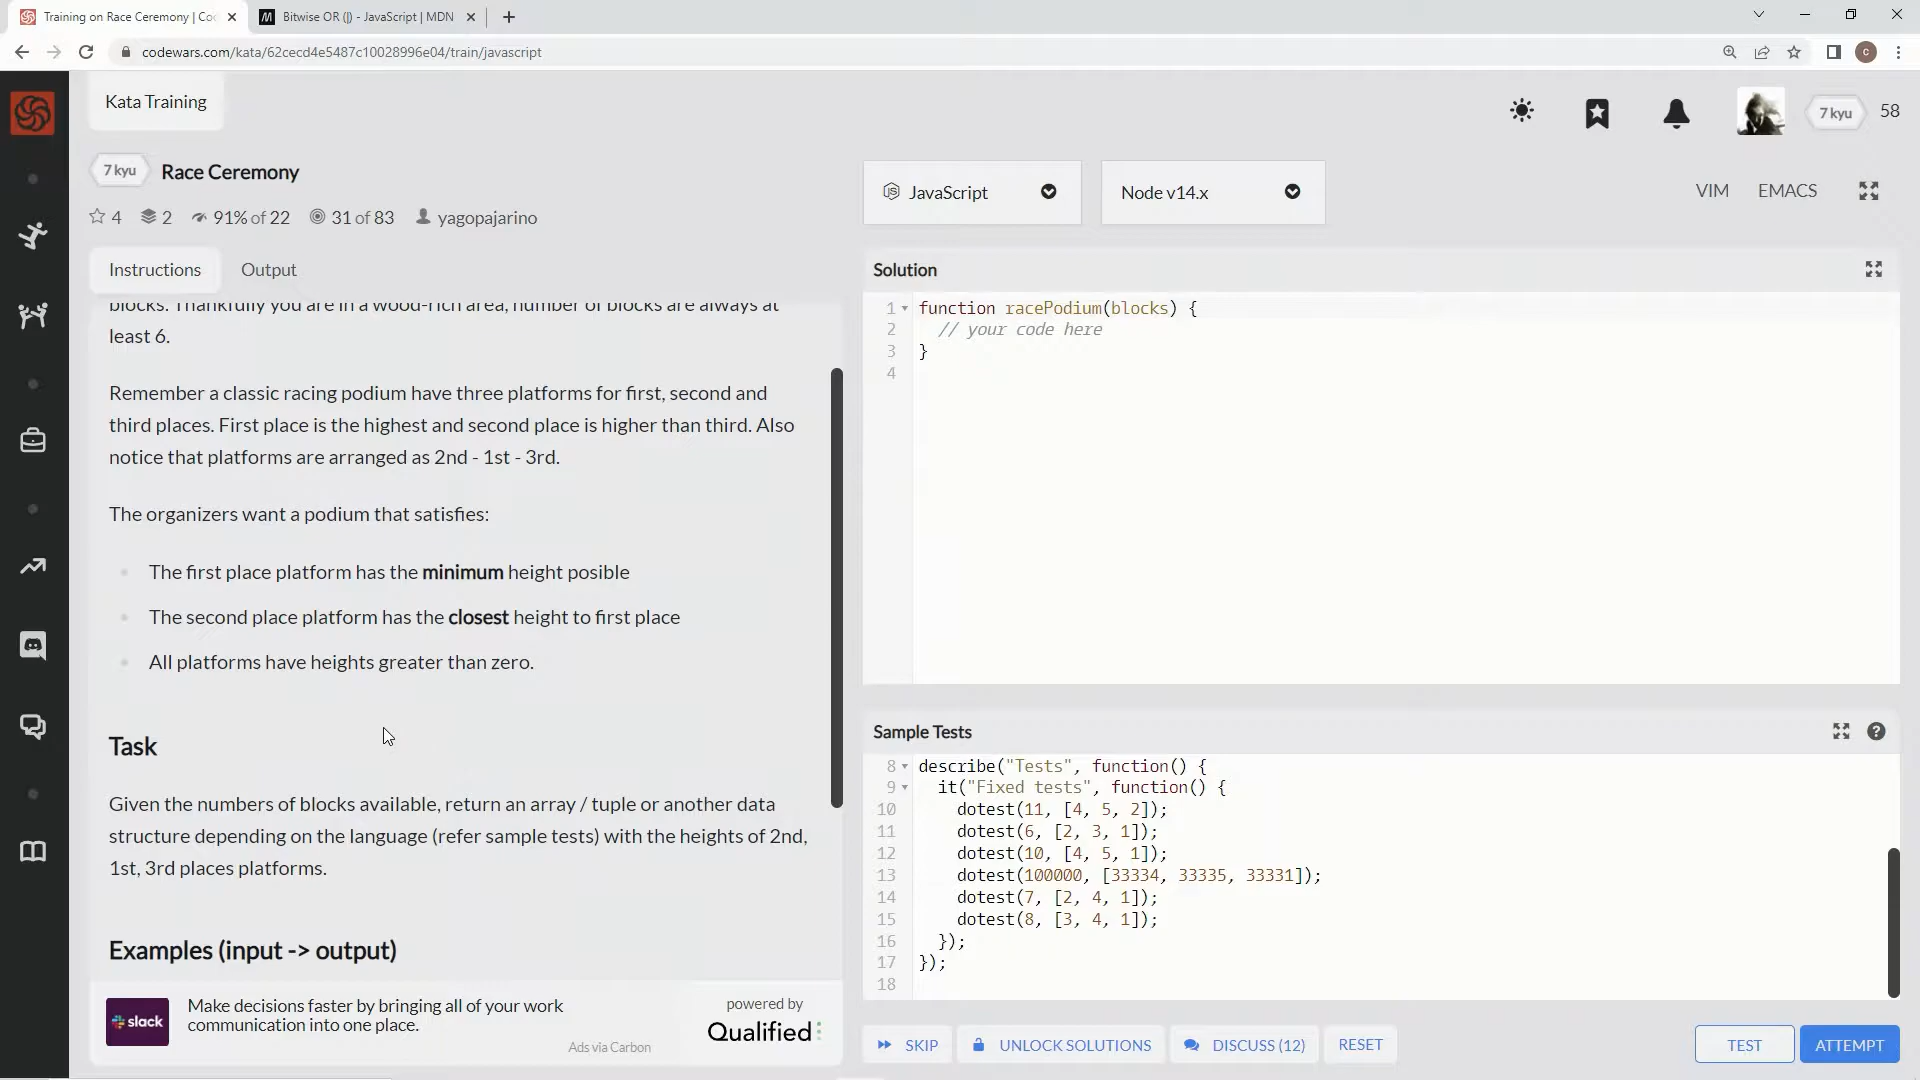 Training on Race Ceremony | Co
Bitwise OR (|) - JavaScript | MDN
codewars.com/kata/62cecd4e5487c10028996e04/train/javascript
c
Kata Training
7 kyu
58
7 kyu
Race Ceremony
4
2
91% of 22
31 of 83
yagopajarino
JavaScript
Node v14.x
VIM
EMACS
Instructions
Output
blocks. Thankfully you are in a wood-rich area, number of blocks are always at
least 6.
Remember a classic racing podium have three platforms for first, second and
third places. First place is the highest and second place is higher than third. Also
notice that platforms are arranged as 2nd - 1st - 3rd.
The organizers want a podium that satisfies:
The first place platform has the minimum height posible
The second place platform has the closest height to first place
All platforms have heights greater than zero.
Task
Given the numbers of blocks available, return an array / tuple or another data
structure depending on the language (refer sample tests) with the heights of 2nd,
1st, 3rd places platforms.
Examples (input -> output)
slack
Make decisions faster by bringing all of your work
communication into one place.
Ads via Carbon
powered by
Qualified
Solution
1 function racePodium(blocks) {
2 // your code here
3 }
4
Sample Tests
8 describe("Tests", function() {
9 it("Fixed tests", function() {
10 dotest(11, [4, 5, 2]);
11 dotest(6, [2, 3, 1]);
12 dotest(10, [4, 5, 1]);
13 dotest(100000, [33334, 33335, 33331]);
14 dotest(7, [2, 4, 1]);
15 dotest(8, [3, 4, 1]);
16 });
17 });
18
SKIP
UNLOCK SOLUTIONS
DISCUSS (12)
RESET
TEST
ATTEMPT